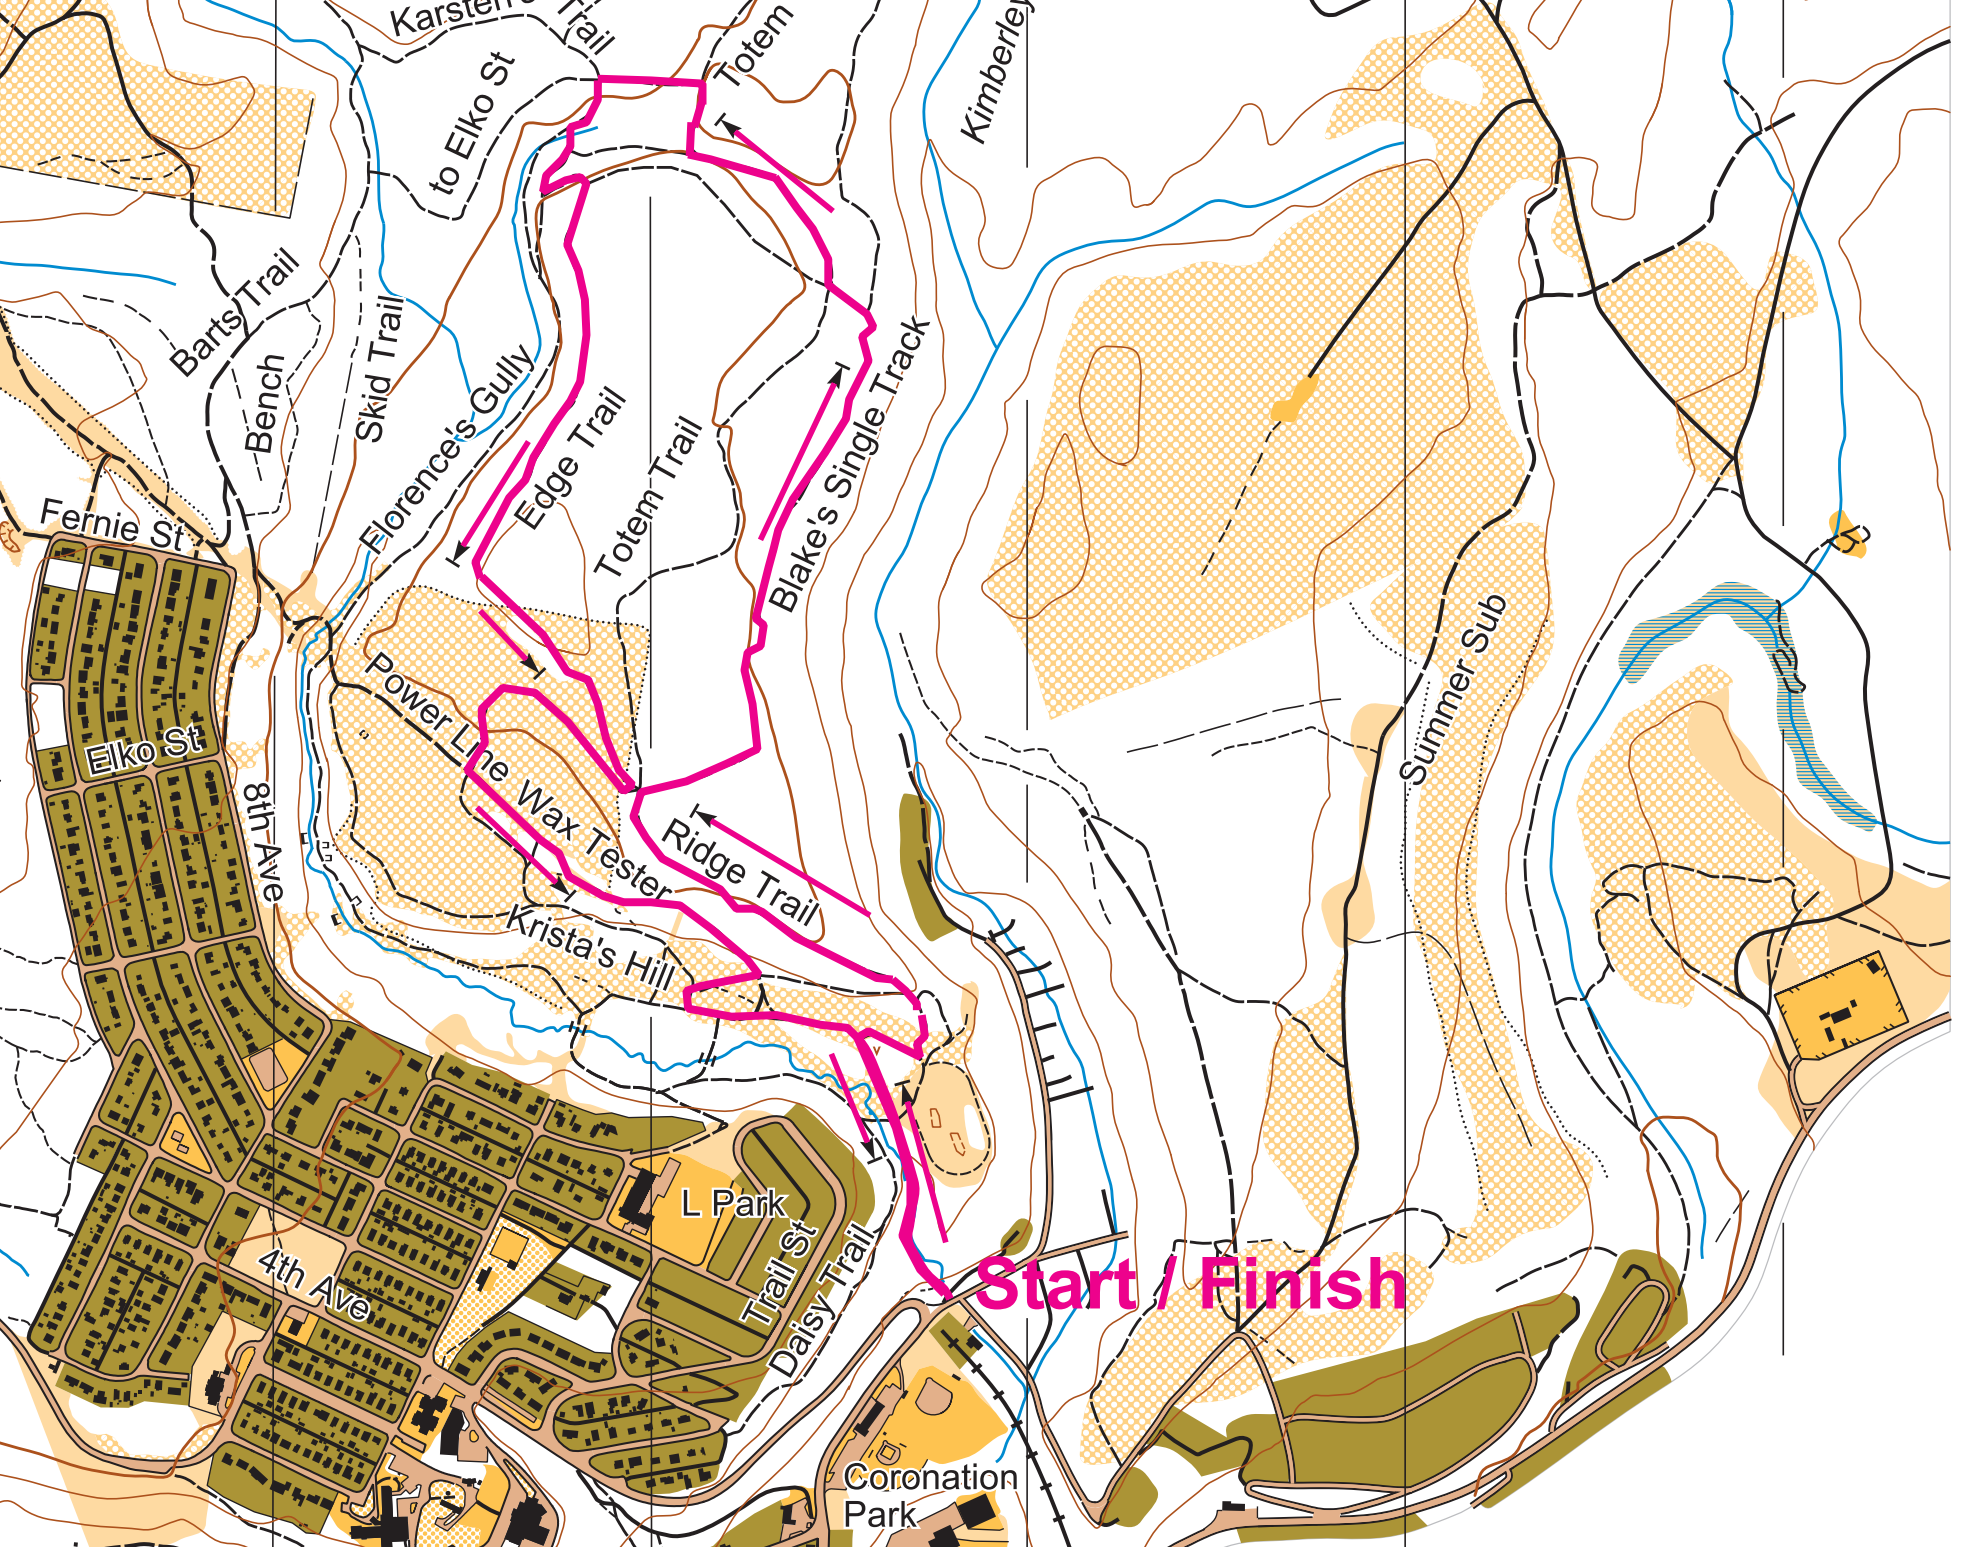 Karsten's
Trail
Totem
Kimberley
to Elko St
Barts Trail
Skid Trail
Bench
Florence's Gully
Edge Trail
Totem Trail
Blake's Single Track
Fernie St
Elko St
8th Ave
Power Line
Wax Tester
Ridge Trail
Krista's Hill
Summer Sub
L Park
4th Ave
Trail St
Daisy Trail
Start / Finish
Coronation
Park